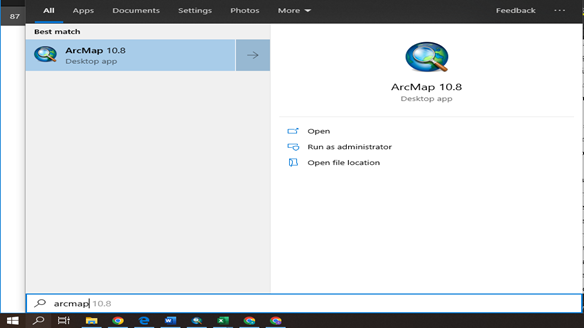 87
All Apps Documents Settings Photos More Feedback ...
Best match
ArcMap 10.8
Desktop app
ArcMap 10.8
Desktop app
Open
Run as administrator
Open file location
arcmap 10.8